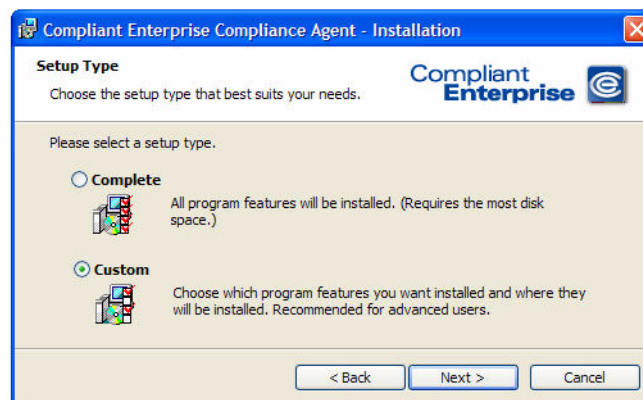 Compliant Enterprise Compliance Agent - Installation
Setup Type
Choose the setup type that best suits your needs.
Compliant
Enterprise
Please select a setup type.
Complete
All program features will be installed. (Requires the most disk
space.)
Custom
Choose which program features you want installed and where they
will be installed. Recommended for advanced users.
< Back
Next >
Cancel